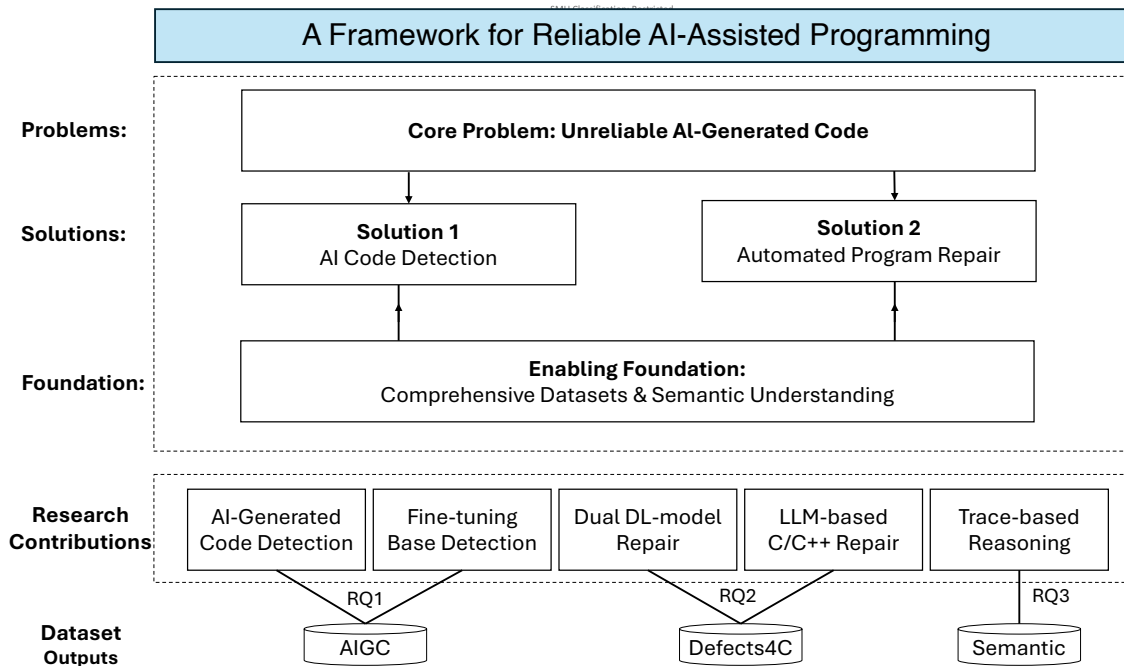 SMU Classification: Restricted
A Framework for Reliable AI-Assisted Programming
Problems:
Core Problem: Unreliable AI-Generated Code
Solutions:
Solution 1
AI Code Detection
Solution 2
Automated Program Repair
Foundation:
Enabling Foundation:
Comprehensive Datasets & Semantic Understanding
Research
Contributions
AI-Generated
Code Detection
Fine-tuning
Base Detection
Dual DL-model
Repair
LLM-based
C/C++ Repair
Trace-based
Reasoning
RQ1
RQ2
RQ3
Dataset
Outputs
AIGC
Defects4C
Semantic